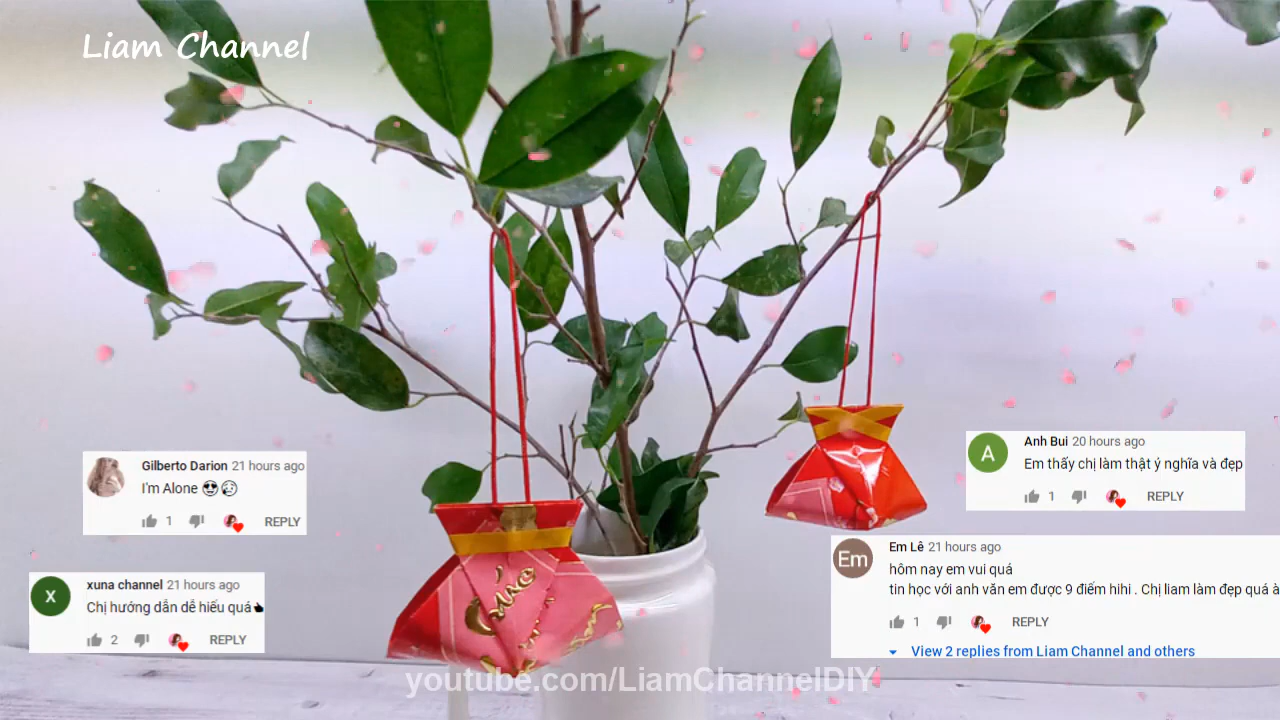 Liam Channel
Gilberto Darion 21 hours ago
I'm Alone 😎😥
1 REPLY
A
Anh Bui 20 hours ago
Em thấy chị làm thật ý nghĩa và đẹp
1 REPLY
Em
Em Lê 21 hours ago
hôm nay em vui quá
tin học với anh văn em được 9 điểm hihi . Chị liam làm đẹp quá à
1 REPLY
View 2 replies from Liam Channel and others
X
xuna channel 21 hours ago
Chị hướng dẫn dễ hiểu quá👍
2 REPLY
youtube.com/LiamChannelDIY